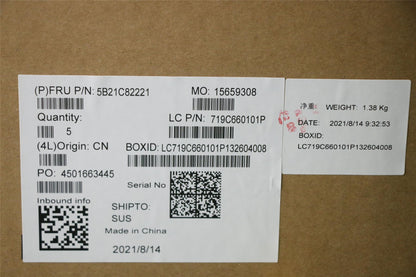 (P)FRU P/N: 5B21C82221
MO: 15659308
Quantity:
5
LC P/N: 719C660101P
(4L)Origin: CN
BOXID: LC719C660101P132604008
PO: 4501663445
Serial No
Inbound info
SHIPTO:
SUS
Made in China
2021/8/14
净重: WEIGHT: 1.38 Kg
DATE: 2021/8/14 9:32:53
BOXID:
LC719C660101P132604008